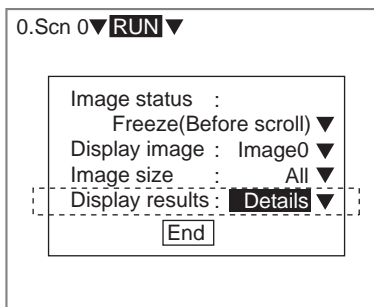 0.Scn 0▼ RUN ▼
Image status :
Freeze(Before scroll) ▼
Display image : Image0 ▼
Image size : All ▼
Display results : Details ▼
End